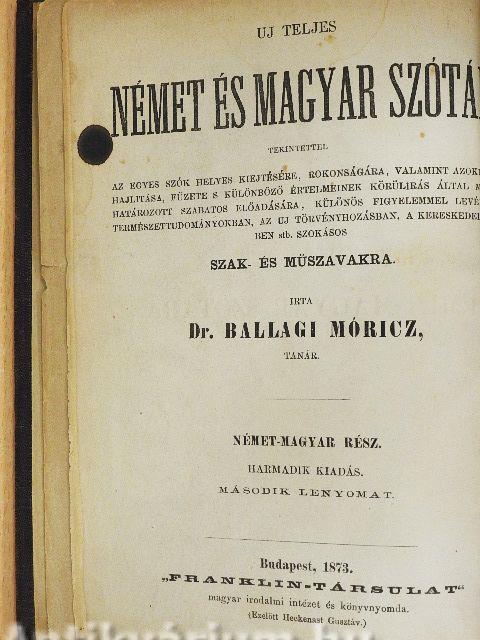 UJ TELJES
NÉMET ÉS MAGYAR SZÓTÁ
TEKINTETTEL
AZ EGYES SZÓK HELYES KIEJTÉSÉRE, ROKONSÁGÁRA, VALAMINT AZOK
HAJLITÁSA, FÜZETE S KÜLÖNBÖZŐ ÉRTELMEINEK KÖRÜLIRÁS ÁLTAL M
HATÁROZOTT SZABATOS ELŐADÁSÁRA, KÜLÖNÖS FIGYELEMMEL LEVÉ
TERMÉSZETTUDOMÁNYOKBAN, AZ UJ TÖRVÉNYHOZÁSBAN, A KERESKEDE
BEN stb. SZOKÁSOS
SZAK- ÉS MŰSZAVAKRA.
IRTA
Dr. BALLAGI MÓRICZ,
TANÁR.
NÉMET-MAGYAR RÉSZ.
HARMADIK KIADÁS.
MÁSODIK LENYOMAT.
Budapest, 1873.
„FRANKLIN-TÁRSULAT"
magyar irodalmi intézet és könyvnyomda.
(Ezelőtt Heckenast Gusztáv.)